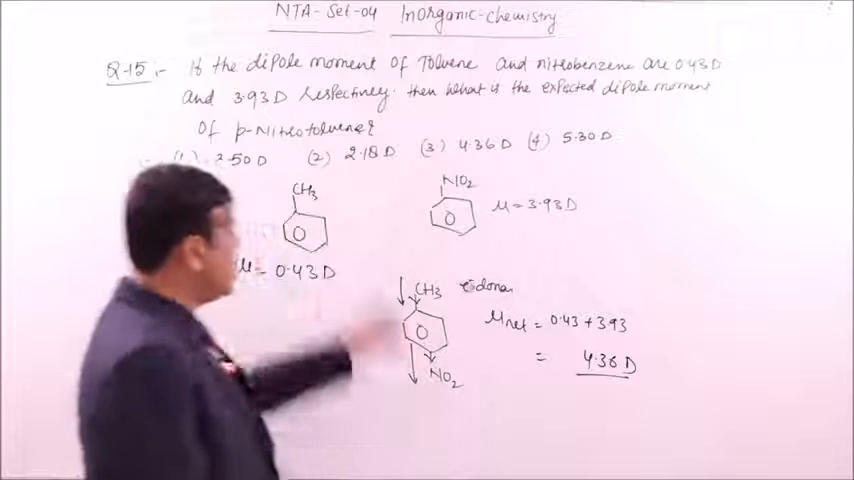 NTA-Set-04 Inorganic-chemistry
Q-15:- If the dipole moment of Toluene and nitrobenzene are 0.43D
and 3.93D respectively. then what is the expected dipole moment
of p-Nitrotoluene?
3.50D (2) 2.18D (3) 4.36D (4) 5.30D
CH3
μ = 0.43D
NO2
μ = 3.93D
CH3
NO2
μnet = 0.43+3.93
= 4.36D